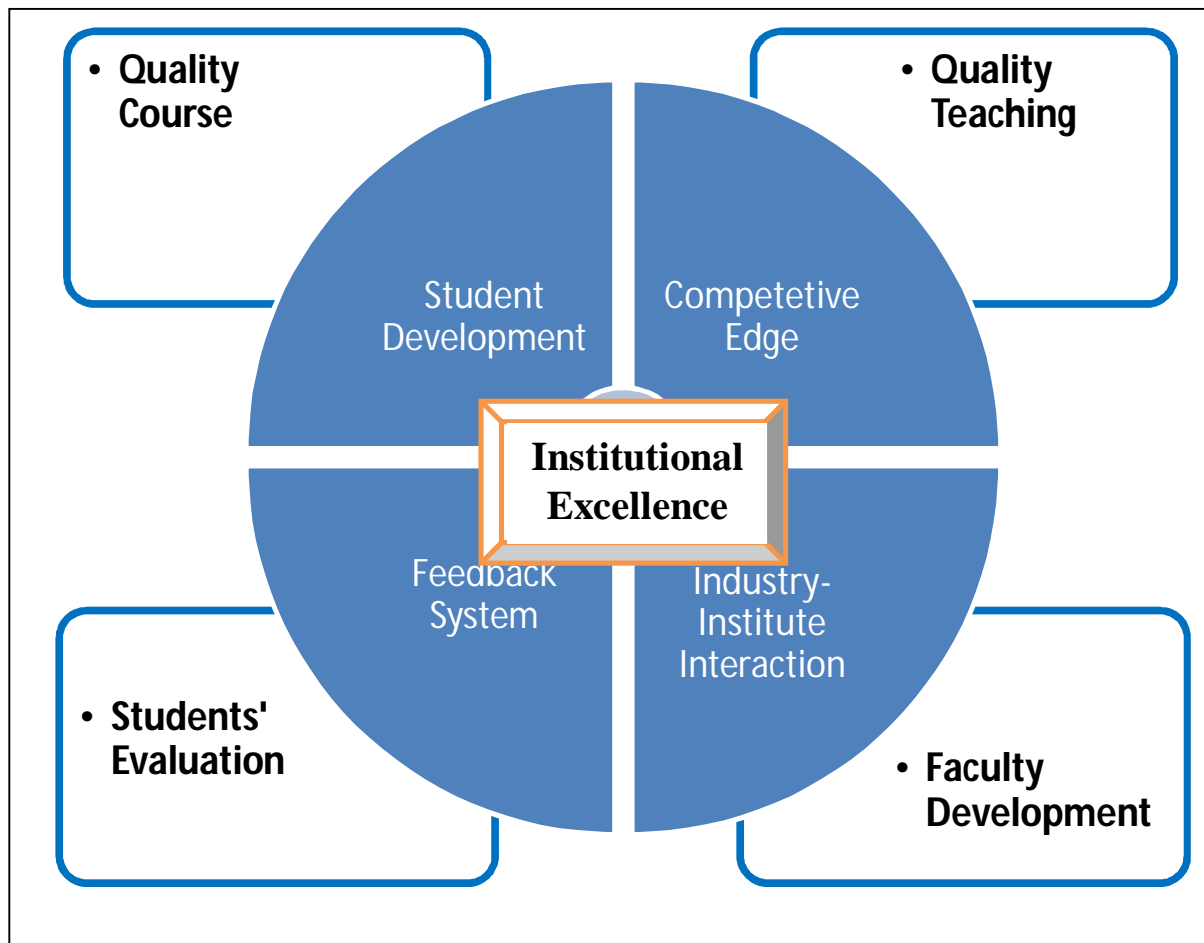 • Quality
Course
• Quality
Teaching
Student
Development
Competetive
Edge
Institutional
Excellence
Feedback
System
Industry-
Institute
Interaction
• Students'
Evaluation
• Faculty
Development